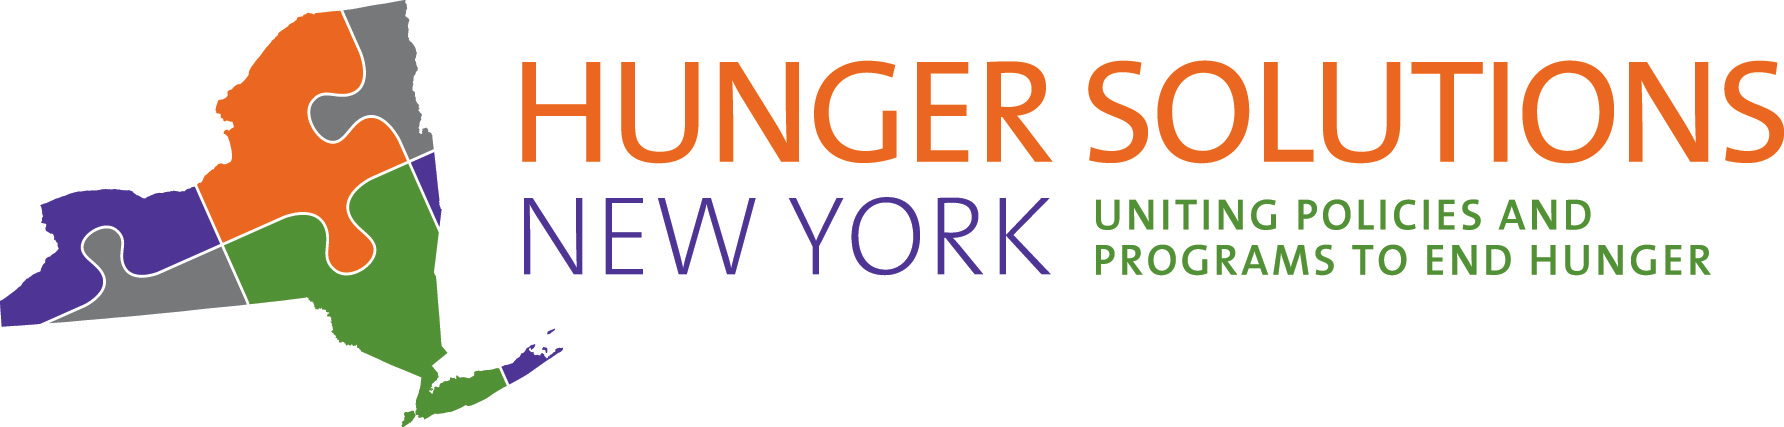 HUNGER SOLUTIONS
NEW YORK
UNITING POLICIES AND
PROGRAMS TO END HUNGER